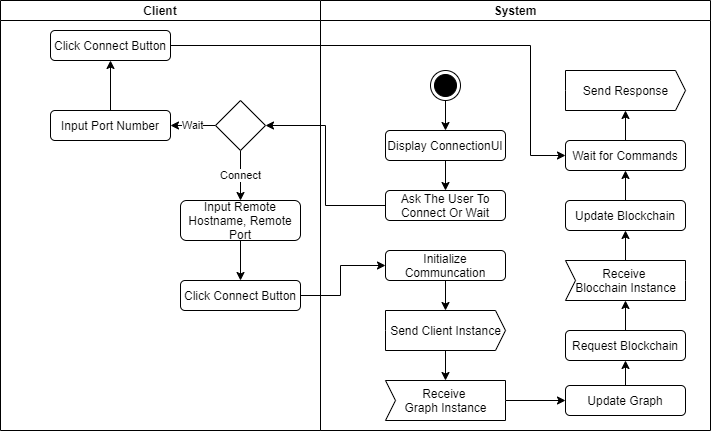 Client
System
Click Connect Button
Send Response
Input Port Number
Wait
Display ConnectionUI
Wait for Commands
Connect
Ask The User To
Connect Or Wait
Input Remote
Hostname, Remote
Port
Update Blockchain
Initialize
Communcation
Receive
Blocchain Instance
Click Connect Button
Send Client Instance
Request Blockchain
Receive
Graph Instance
Update Graph